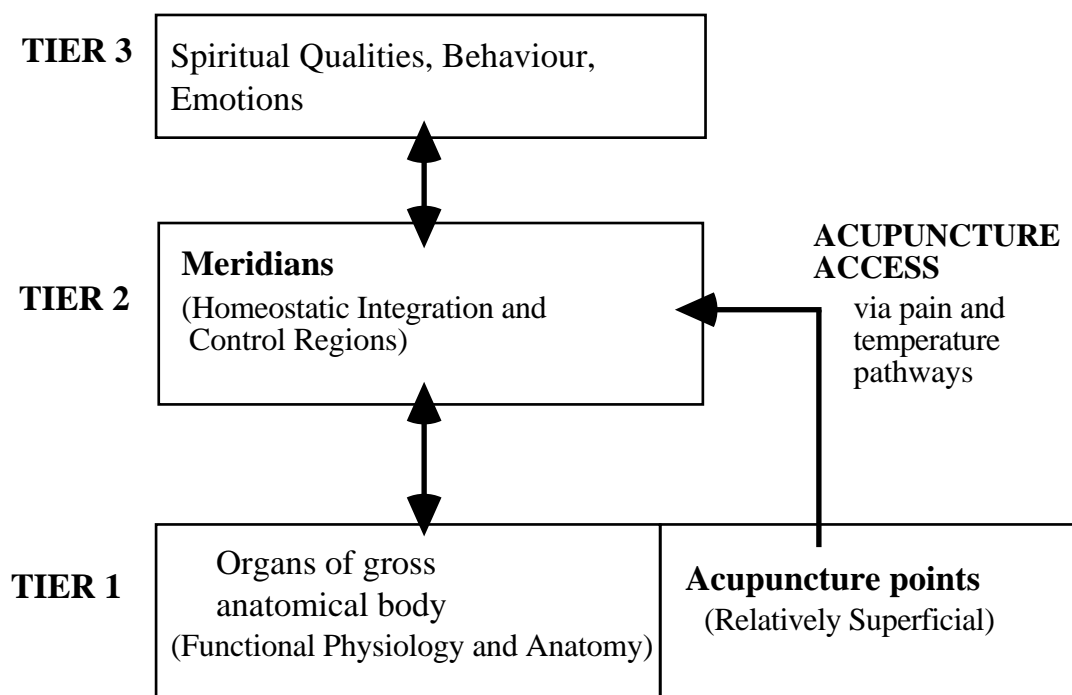 TIER 3
Spiritual Qualities, Behaviour,
Emotions
TIER 2
Meridians
(Homeostatic Integration and
Control Regions)
ACUPUNCTURE
ACCESS
via pain and
temperature
pathways
TIER 1
Organs of gross
anatomical body
(Functional Physiology and Anatomy)
Acupuncture points
(Relatively Superficial)